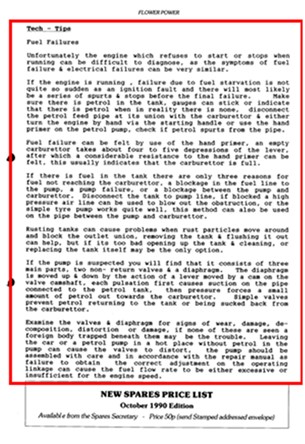 FLOWER POWER
Tech - Tips
Fuel Failures
Unfortunately the engine which refuses to start or stops when
running can be difficult to diagnose, as the symptoms of fuel
failure & electrical failures can be very similar.
If the engine is running , failure due to fuel starvation is not
quite so sudden as an ignition fault and there will most likely
be a series of spurts & stops before the final failure. Make
sure there is petrol in the tank, gauges can stick or indicate
that there is petrol when in reality there is none, disconnect
the petrol feed pipe at its union with the carburettor & either
turn the engine by hand via the starting handle or use the hand
primer on the petrol pump, check if petrol spurts from the pipe.
Fuel failure can be felt by use of the hand primer, an empty
carburettor takes about four to five depressions of the lever,
after which a considerable resistance to the hand primer can be
felt, this usually indicates that the carburettor is full.
If there is fuel in the tank there are only three reasons for
fuel not reaching the carburettor, a blockage in the fuel line to
the pump, a pump failure, or a blockage between the pump and
carburettor. Disconnect the tank to pump line, if blocked a high
pressure air line can be used to blow out the obstruction, or the
simple tyre pump works quite well, this method can also be used
on the pipe between the pump and carburettor.
Rusting tanks can cause problems when rust particles move around
and block the outlet union, removing the tank & flushing it out
can help, but if its too bad opening up the tank & cleaning, or
replacing the tank itself may be the only option.
If the pump is suspected you will find that it consists of three
main parts, two non- return valves & a diaphragm. The diaphragm
is moved up & down by the action of a lever moved by a cam on the
valve camshaft, each pulsation first causes suction on the pipe
connected to the petrol tank, then pressure forces a small
amount of petrol out towards the carburettor. Simple valves
prevent petrol returning to the tank or being sucked back from
the carburettor.
Examine the valves & diaphragm for signs of wear, damage, de-
composition, distortion or damage, if none of these are seen a
foreign body trapped beneath them may be the trouble. Leaving
the car or a petrol pump in a hot place without petrol in the
pump can cause the valves to distort, the pump should be
assembled with care and in accordance with the repair manual as
failure to obtain the correct adjustment on the operating
linkage can cause the fuel flow rate to be either excessive or
insufficient for the engine speed.
NEW SPARES PRICE LIST
October 1990 Edition
Available from the Spares Secretary - Price 50p (send Stamped addressed envelope)